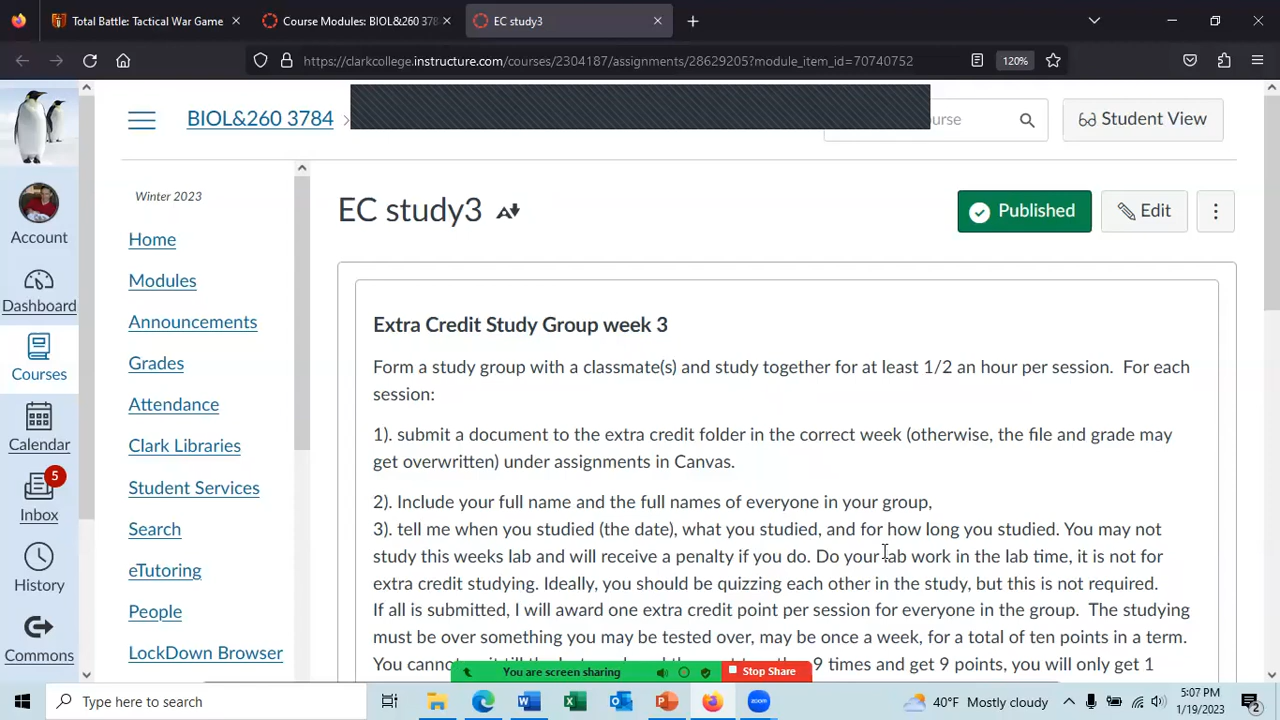 Total Battle: Tactical War Game
Course Modules: BIOL&260 378
EC study3
https://clarkcollege.instructure.com/courses/2304187/assignments/28629205?module_item_id=70740752
120%
BIOL&260 3784
Student View
Winter 2023
EC study3
Published
Edit
Account
Dashboard
Courses
Calendar
5
Inbox
History
Commons
Home
Modules
Announcements
Grades
Attendance
Clark Libraries
Student Services
Search
eTutoring
People
LockDown Browser
Extra Credit Study Group week 3
Form a study group with a classmate(s) and study together for at least 1/2 an hour per session. For each
session:
1). submit a document to the extra credit folder in the correct week (otherwise, the file and grade may
get overwritten) under assignments in Canvas.
2). Include your full name and the full names of everyone in your group,
3). tell me when you studied (the date), what you studied, and for how long you studied. You may not
study this weeks lab and will receive a penalty if you do. Do your lab work in the lab time, it is not for
extra credit studying. Ideally, you should be quizzing each other in the study, but this is not required.
If all is submitted, I will award one extra credit point per session for everyone in the group. The studying
must be over something you may be tested over, may be once a week, for a total of ten points in a term.
You cannot 9 times and get 9 points, you will only get 1
You are screen sharing
Stop Share
Type here to search
40°F Mostly cloudy
5:07 PM
1/19/2023
2